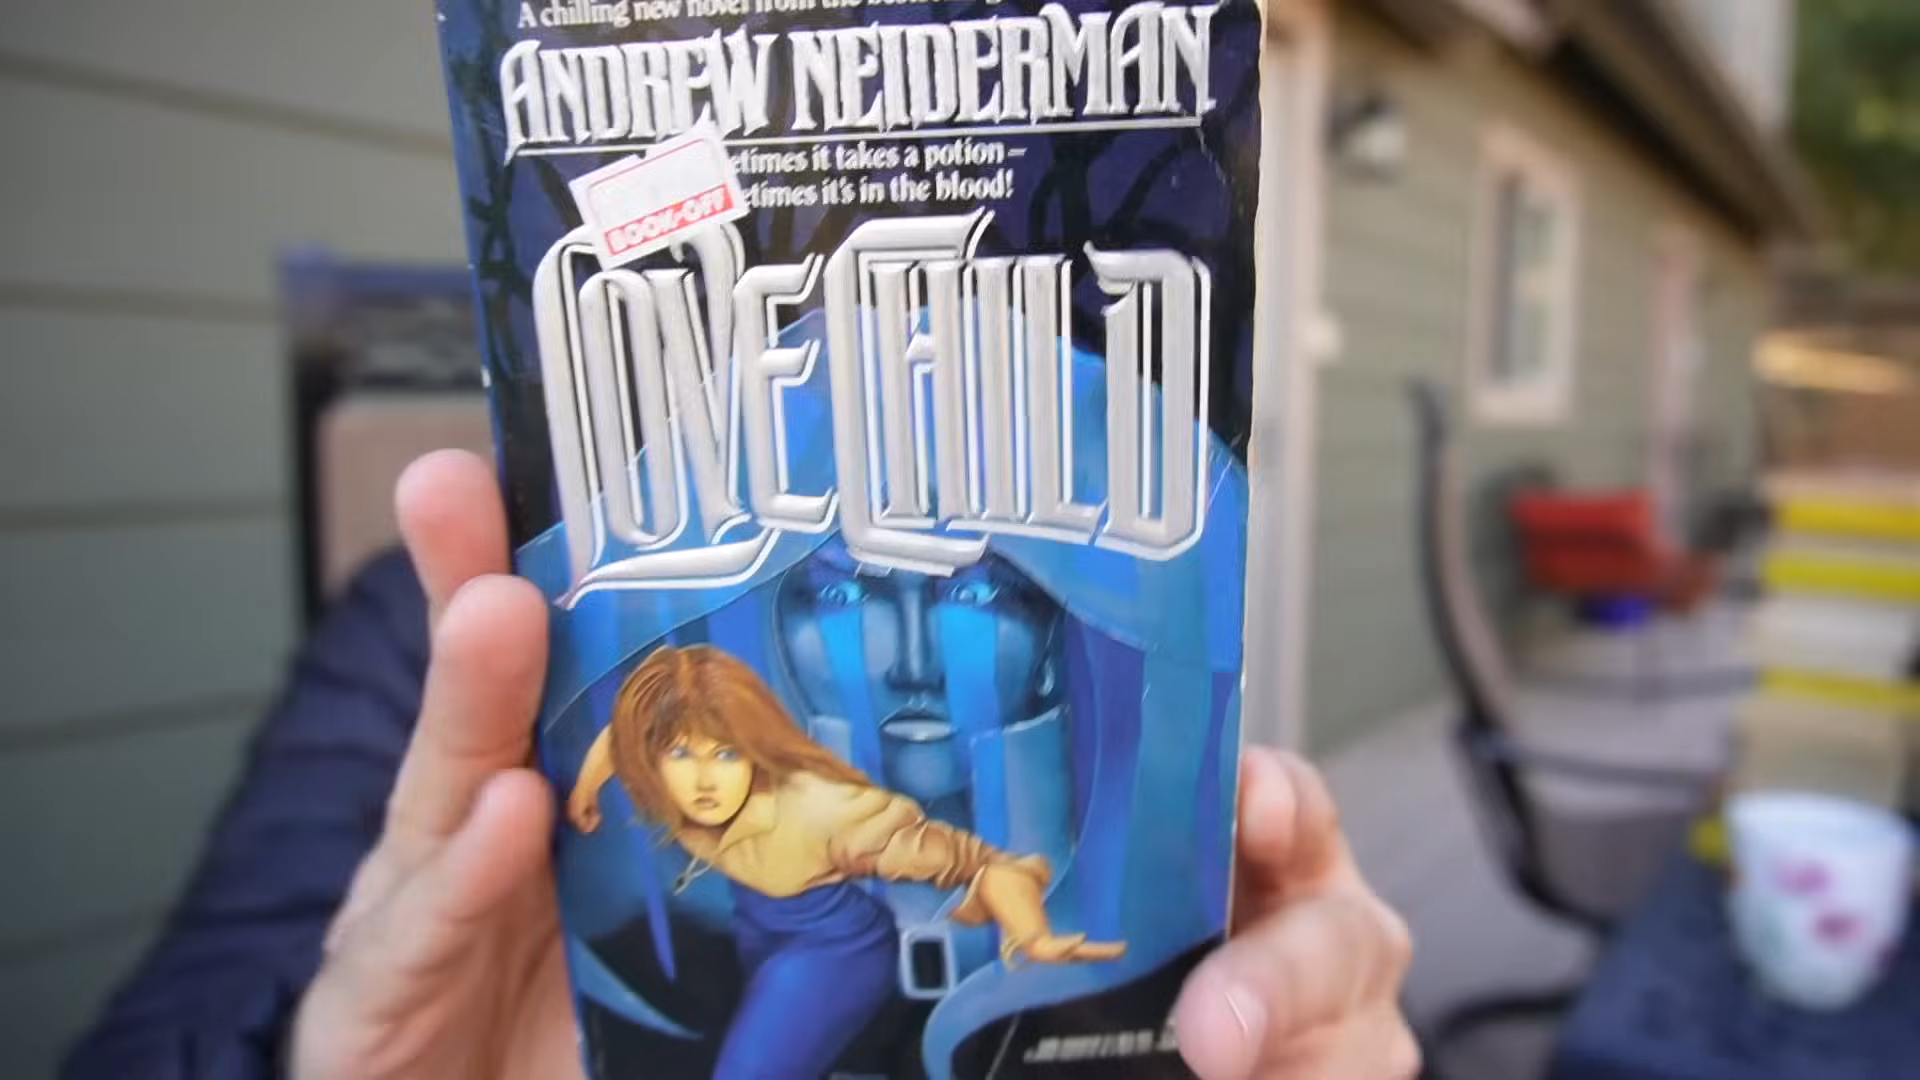 A chilling new novel from the
ANDREW NEIDERMAN
etimes it takes a potion—
etimes it's in the blood!
BOOK-OFF
LOVE CHILD